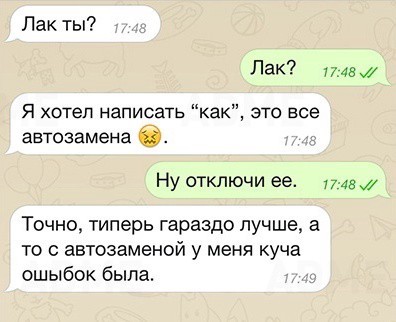 Лак ты? 17:48
Лак? 17:48
Я хотел написать “как”, это все
автозамена 😖. 17:48
Ну отключи ее. 17:48
Точно, типерь гараздо лучше, а
то с автозаменой у меня куча
ошыбок была. 17:49